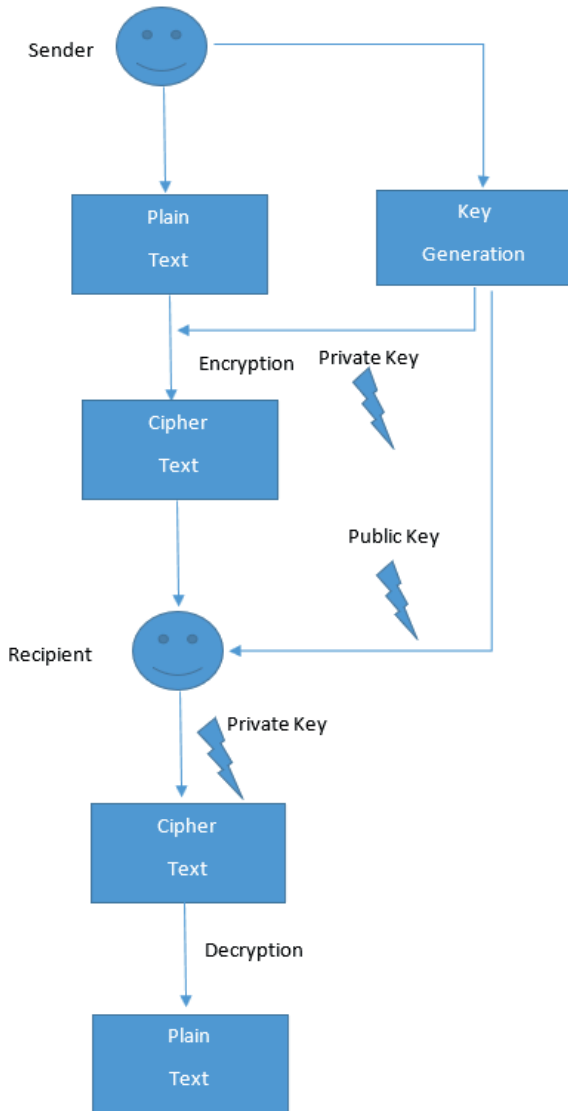 Sender
Plain
Text
Key
Generation
Encryption
Private Key
Cipher
Text
Public Key
Recipient
Private Key
Cipher
Text
Decryption
Plain
Text